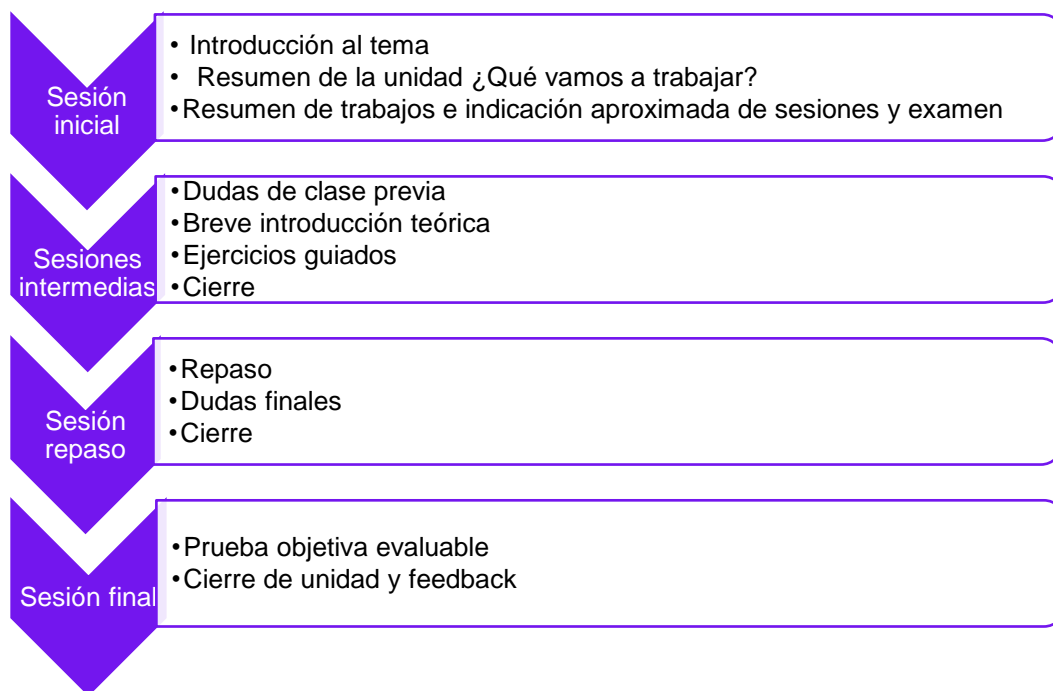 Sesión
inicial
• Introducción al tema
• Resumen de la unidad ¿Qué vamos a trabajar?
•Resumen de trabajos e indicación aproximada de sesiones y examen
Sesiones
intermedias
•Dudas de clase previa
•Breve introducción teórica
•Ejercicios guiados
•Cierre
Sesión
repaso
•Repaso
•Dudas finales
•Cierre
Sesión final
•Prueba objetiva evaluable
•Cierre de unidad y feedback